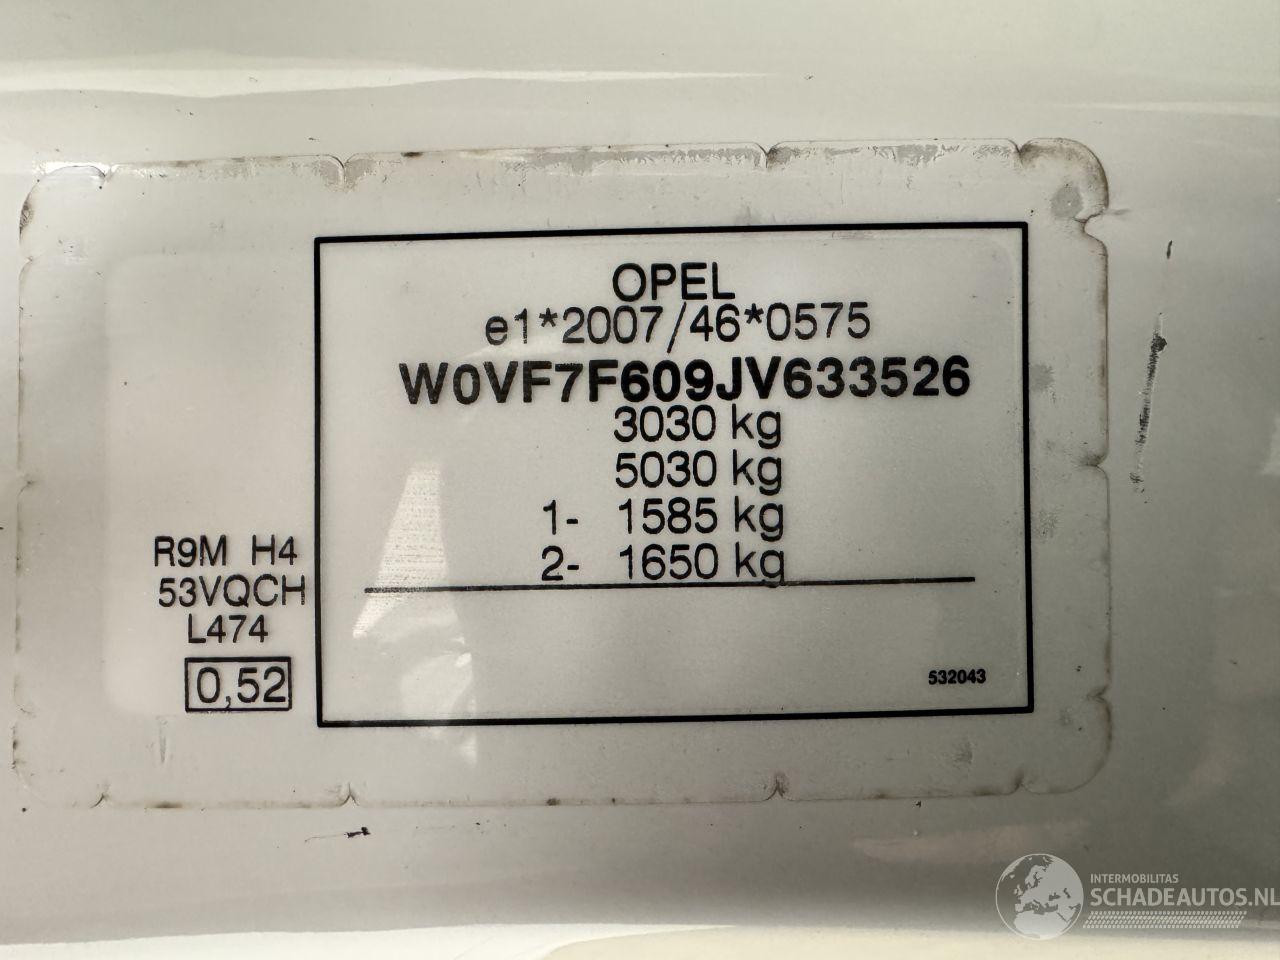 OPEL
e1*2007/46*0575
W0VF7F609JV633526
3030 kg
5030 kg
1- 1585 kg
2- 1650 kg
R9M H4
53VQCH
L474
0,52
532043
INTERMOBILITAS
SCHADEAUTOS.NL